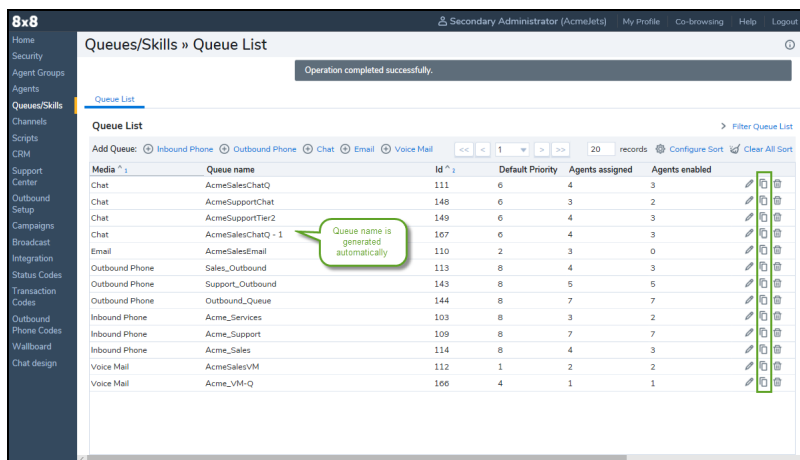 8x8
Secondary Administrator (AcmeJets) My Profile Co-browsing Help Logout
Home
Security
Agent Groups
Agents
Queues/Skills
Channels
Scripts
CRM
Support
Center
Outbound
Setup
Campaigns
Broadcast
Integration
Status Codes
Transaction
Codes
Outbound
Phone Codes
Wallboard
Chat design
Queues/Skills » Queue List
Operation completed successfully.
Queue List
Queue List
> Filter Queue List
Add Queue: Inbound Phone Outbound Phone Chat Email Voice Mail << < 1 > >> 20 records Configure Sort Clear All Sort
Media ^ 1 Queue name Id ^ 2 Default Priority Agents assigned Agents enabled
Chat AcmeSalesChatQ 111 6 4 3
Chat AcmeSupportChat 148 6 3 2
Chat AcmeSupportTier2 149 6 4 3
Chat AcmeSalesChatQ - 1 167 6 4 3
Queue name is
generated
automatically
Email AcmeSalesEmail 110 2 3 0
Outbound Phone Sales_Outbound 113 8 4 3
Outbound Phone Support_Outbound 143 8 5 5
Outbound Phone Outbound_Queue 144 8 7 7
Inbound Phone Acme_Services 103 8 3 2
Inbound Phone Acme_Support 109 8 7 7
Inbound Phone Acme_Sales 114 8 4 3
Voice Mail AcmeSalesVM 112 1 2 2
Voice Mail Acme_VM-Q 166 4 1 1